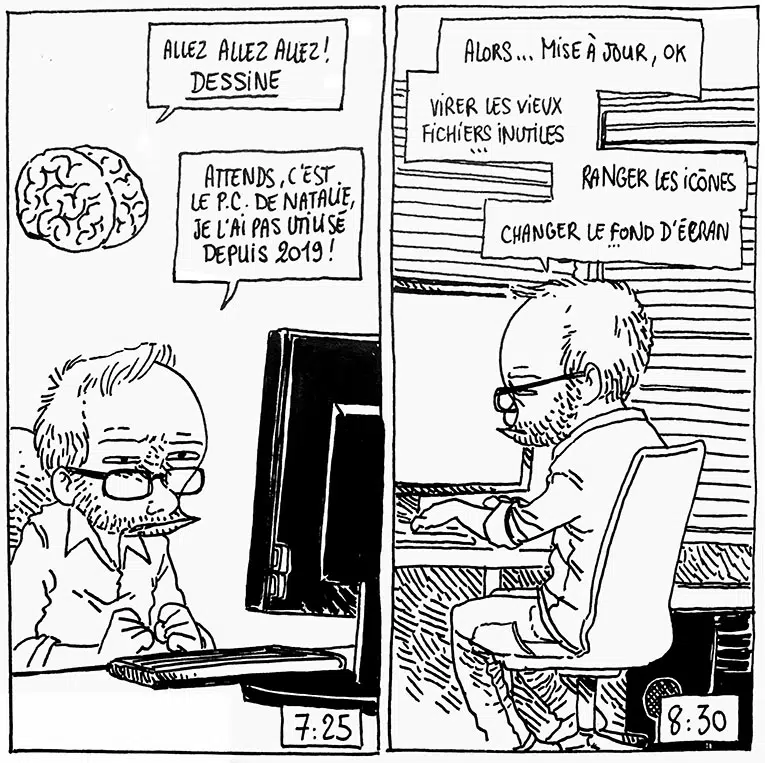 ALLEZ ALLEZ ALLEZ!
DESSINE
ATTENDS, C'EST
LE P.C. DE NATALIE,
JE L'AI PAS UTILISÉ
DEPUIS 2019!
7:25
ALORS... MISE À JOUR, OK
VIRER LES VIEUX
FICHIERS INUTILES
...
RANGER LES ICÔNES
...
CHANGER LE FOND D'ÉCRAN
8:30